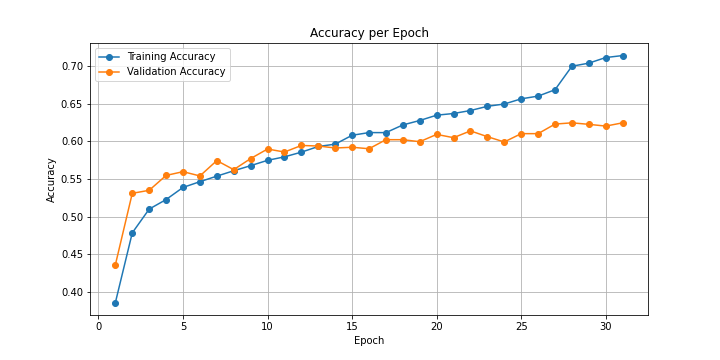 Accuracy per Epoch
Training Accuracy
Validation Accuracy
0.70
0.65
0.60
0.55
0.50
0.45
0.40
Accuracy
0 5 10 15 20 25 30
Epoch